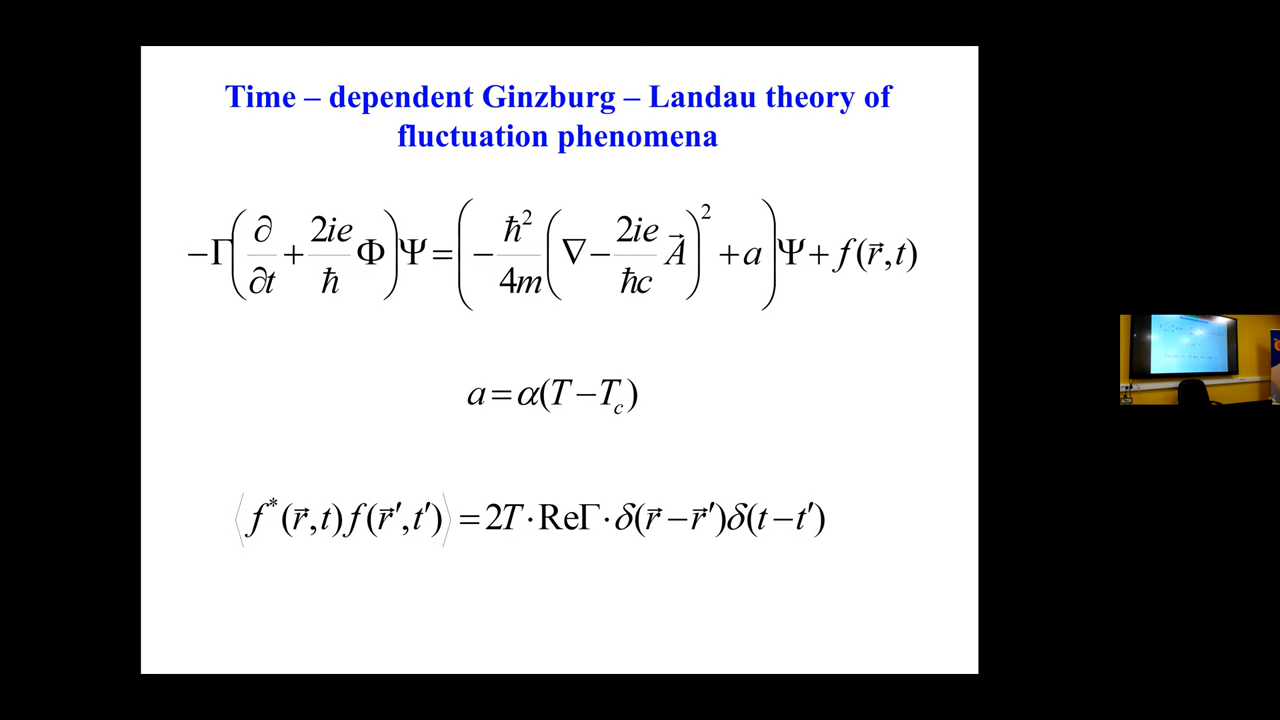 Time – dependent Ginzburg – Landau theory of
fluctuation phenomena
−Γ(∂/∂t + 2ie/ħ Φ)Ψ = (−ħ²/4m (∇ − 2ie/ħc A⃗)² + a)Ψ + f(r⃗,t)
a = α(T − T_c)
⟨f*(r⃗,t) f(r⃗′,t′)⟩ = 2T · ReΓ · δ(r⃗ − r⃗′)δ(t − t′)